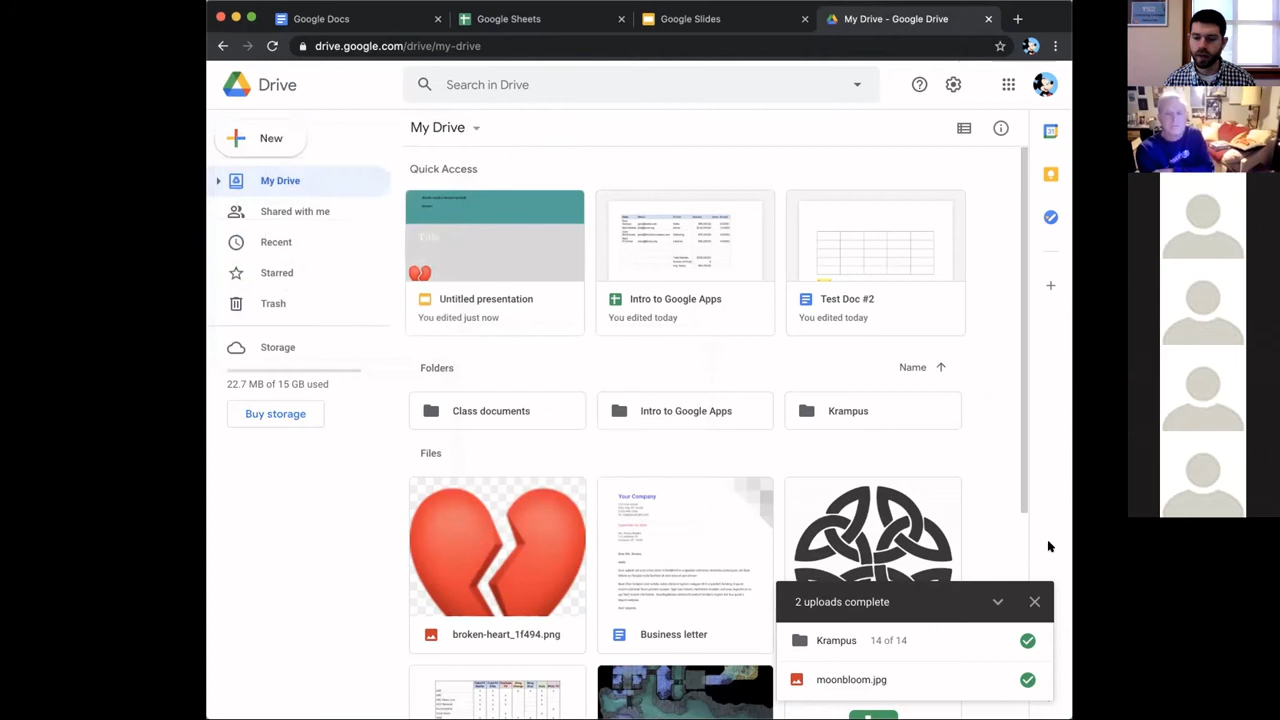 Google Docs
Google Sheets
Google Slides
My Drive - Google Drive
drive.google.com/drive/my-drive
Drive
Search in Drive
New
My Drive
Shared with me
Recent
Starred
Trash
Storage
22.7 MB of 15 GB used
Buy storage
My Drive
Quick Access
Title
Untitled presentation
You edited just now
Intro to Google Apps
You edited today
Test Doc #2
You edited today
Folders
Name
Class documents
Intro to Google Apps
Krampus
Files
Your Company
broken-heart_1f494.png
Business letter
2 uploads complete
Krampus 14 of 14
moonbloom.jpg